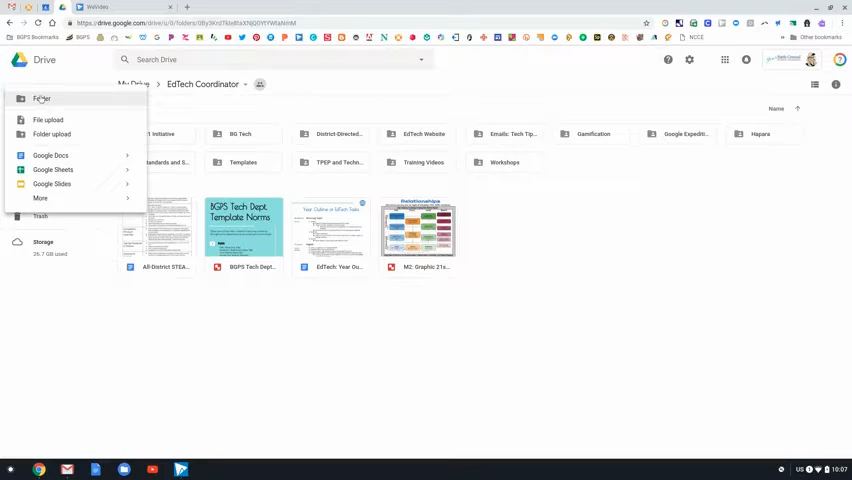 WeVideo
https://drive.google.com/drive/u/0/folders/
BGPS Bookmarks
BGPS
NCCE
Other bookmarks
Drive
Search Drive
My Drive > EdTech Coordinator
Folder
Name
File upload
Folder upload
BG Tech
District-Directed...
EdTech Website
Emails: Tech Tip...
Gamification
Google Expediti...
Hapara
Google Docs
Google Sheets
Google Slides
More
Templates
TPEP and Techn...
Training Videos
Workshops
Trash
Storage
26.7 GB used
BGPS Tech Dept.
Template Norms
Year Outline of EdTech Tasks
Relationships
All-District STEA...
BGPS Tech Dept...
EdTech: Year Ou...
M2: Graphic 21s...
US
10:07